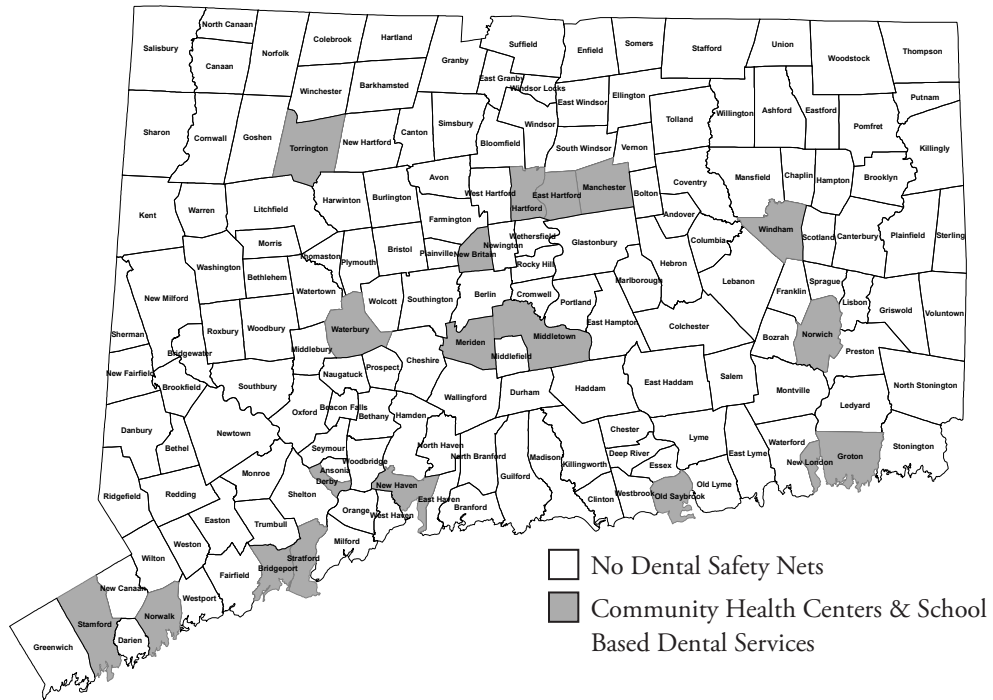 North Canaan
Colebrook
Hartland
Salisbury
Norfolk
Canaan
Granby
Suffield
Enfield
Somers
Stafford
Union
Woodstock
Thompson
Winchester
Barkhamsted
East Granby
Windsor Locks
East Windsor
Ellington
Putnam
Sharon
Cornwall
Goshen
Torrington
New Hartford
Canton
Simsbury
Bloomfield
Windsor
South Windsor
Vernon
Tolland
Willington
Ashford
Eastford
Pomfret
Killingly
Kent
Warren
Litchfield
Harwinton
Burlington
Avon
West Hartford
Hartford
East Hartford
Manchester
Bolton
Coventry
Mansfield
Chaplin
Hampton
Brooklyn
Farmington
Andover
Morris
Washington
Bethlehem
Thomaston
Plymouth
Bristol
Plainville
New Britain
Newington
Wethersfield
Rocky Hill
Glastonbury
Hebron
Columbia
Windham
Scotland
Canterbury
Plainfield
Sterling
New Milford
Watertown
Wolcott
Southington
Berlin
Cromwell
Portland
Marlborough
Lebanon
Franklin
Sprague
Lisbon
Griswold
Voluntown
Sherman
Roxbury
Woodbury
Waterbury
Middlebury
Meriden
Middletown
Middlefield
East Hampton
Colchester
Bozrah
Norwich
Preston
Bridgewater
New Fairfield
Brookfield
Southbury
Naugatuck
Prospect
Cheshire
Wallingford
Durham
Haddam
East Haddam
Salem
Montville
North Stonington
Ledyard
Danbury
Bethel
Newtown
Oxford
Beacon Falls
Bethany
Hamden
North Haven
North Branford
Guilford
Madison
Killingworth
Chester
Deep River
Essex
Lyme
East Lyme
Waterford
New London
Groton
Stonington
Seymour
Woodbridge
Ansonia
Derby
Monroe
Shelton
New Haven
East Haven
Branford
Clinton
Westbrook
Old Saybrook
Old Lyme
Ridgefield
Redding
Easton
Trumbull
Orange
West Haven
Milford
Wilton
Weston
Fairfield
Bridgeport
Stratford
New Canaan
Westport
Norwalk
Stamford
Darien
Greenwich
No Dental Safety Nets
Community Health Centers & School
Based Dental Services